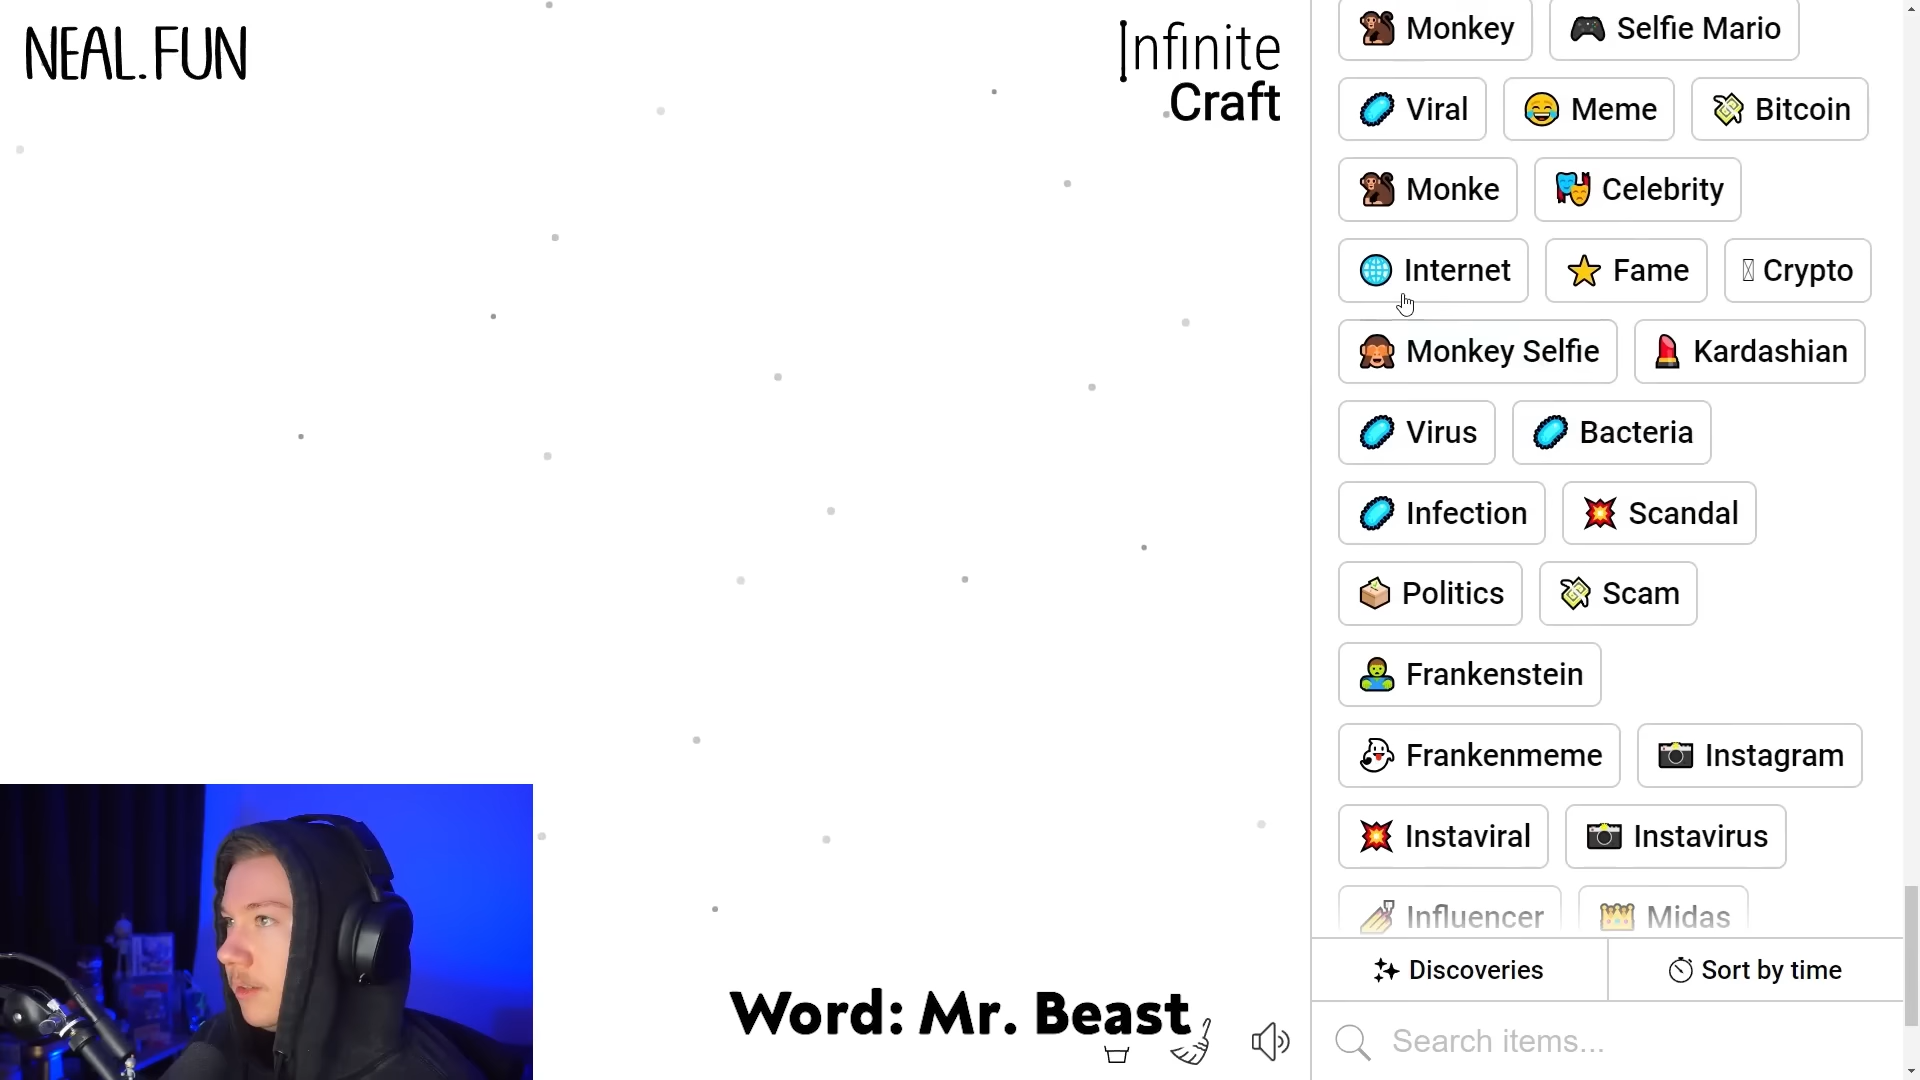 NEAL.FUN
Infinite
Craft
Monkey
Selfie Mario
Viral
Meme
Bitcoin
Monke
Celebrity
Internet
Fame
Crypto
Monkey Selfie
Kardashian
Virus
Bacteria
Infection
Scandal
Politics
Scam
Frankenstein
Frankenmeme
Instagram
Instaviral
Instavirus
Influencer
Midas
Discoveries
Sort by time
Search items...
Word: Mr. Beast